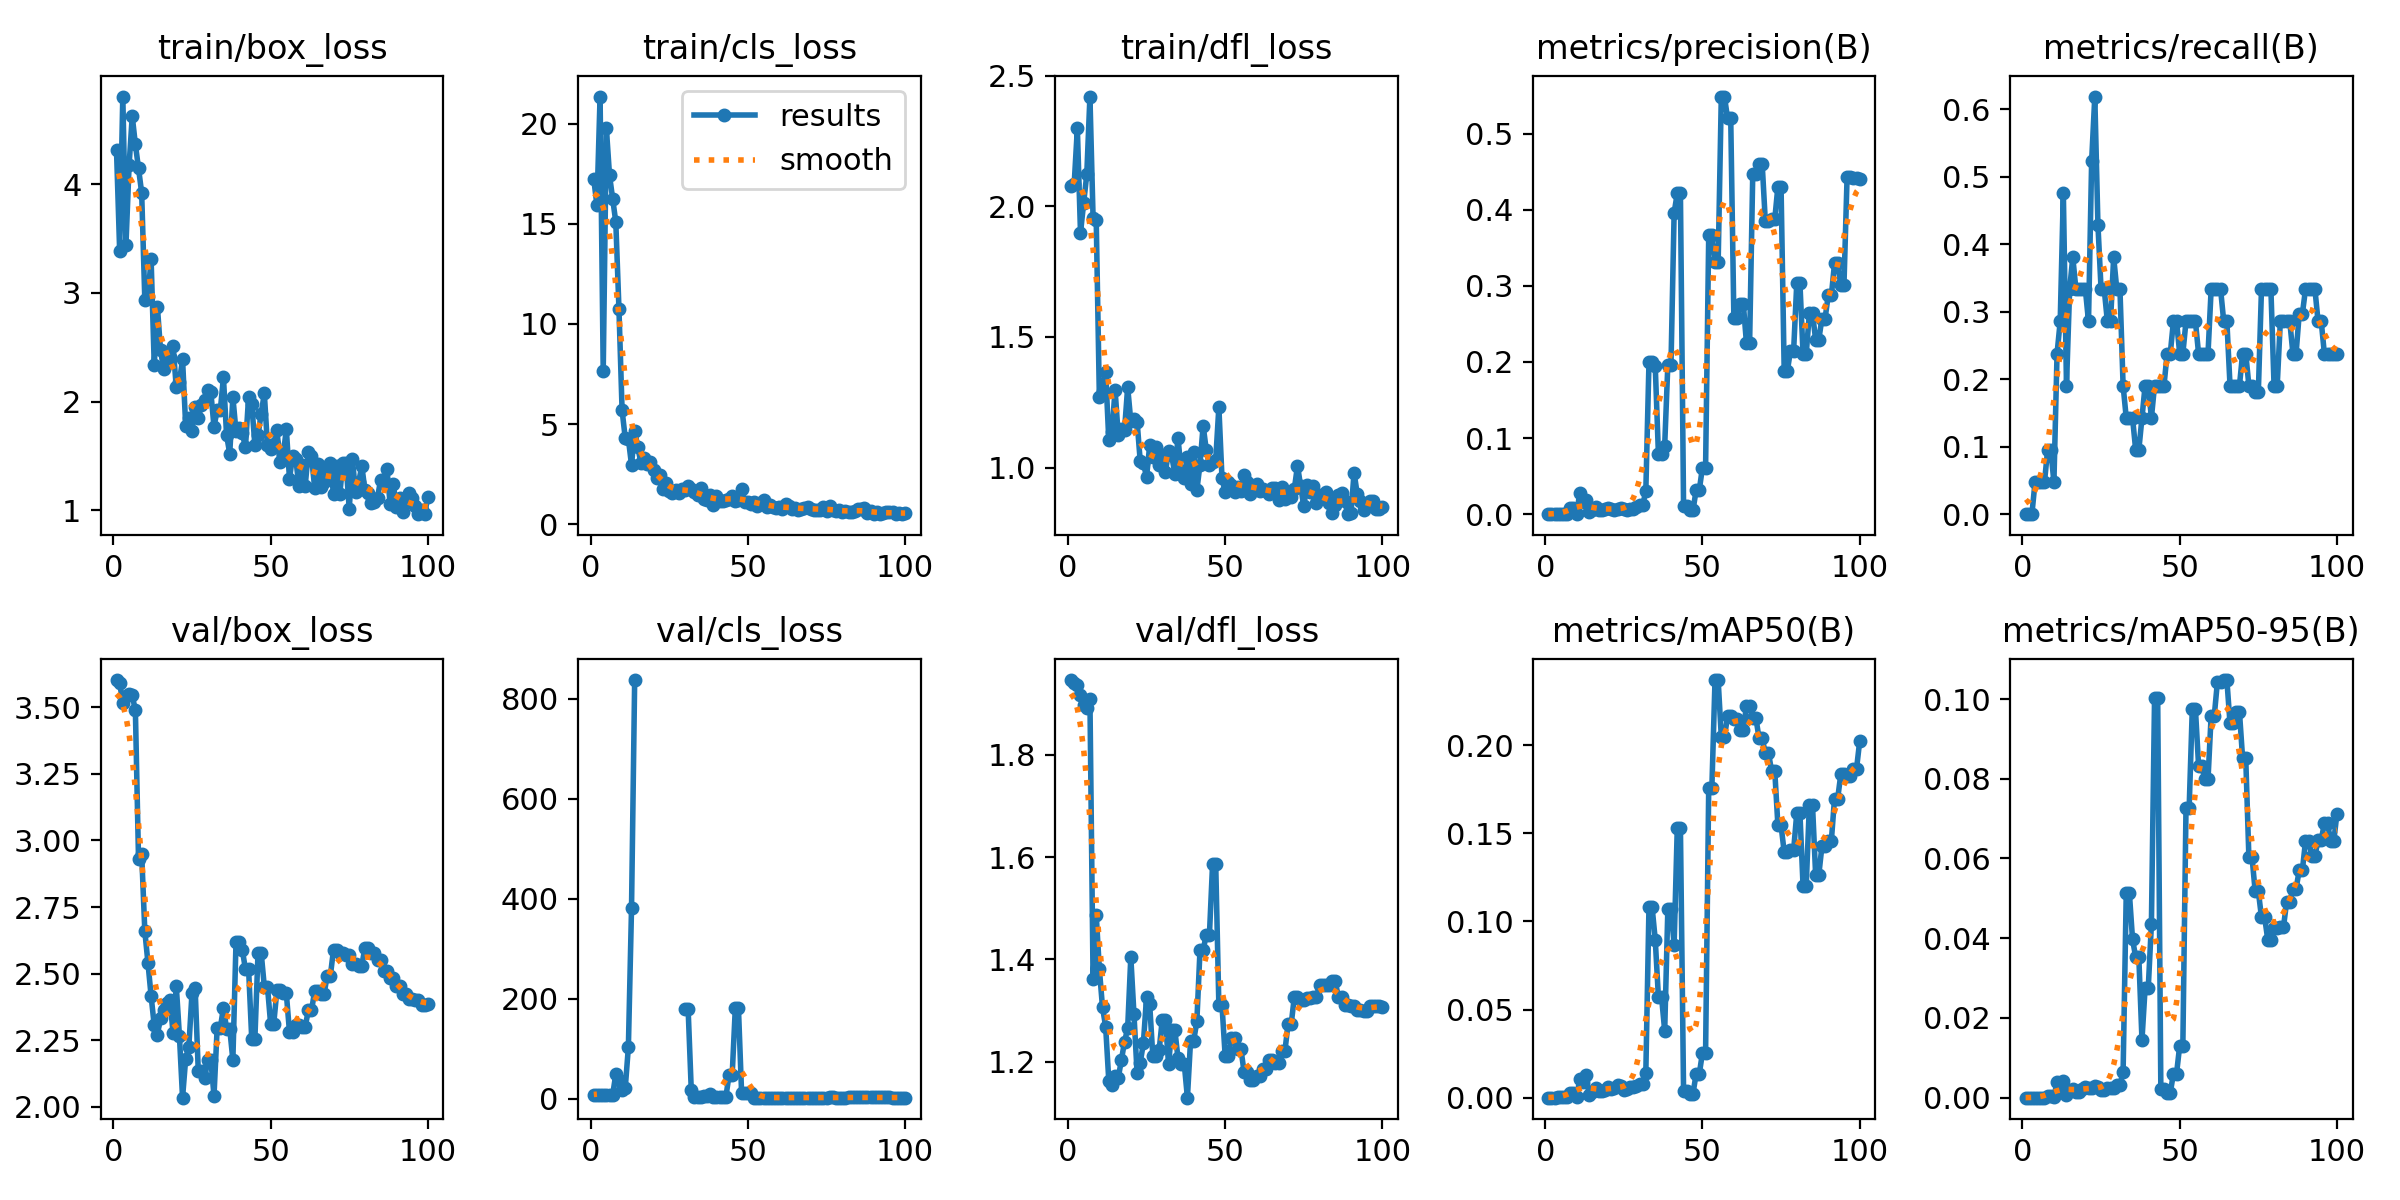 train/box_loss
train/cls_loss
train/dfl_loss
metrics/precision(B)
metrics/recall(B)
4
3
2
1
0 50 100
20
15
10
5
0
0 50 100
results
smooth
2.5
2.0
1.5
1.0
0 50 100
0.5
0.4
0.3
0.2
0.1
0.0
0 50 100
0.6
0.5
0.4
0.3
0.2
0.1
0.0
0 50 100
val/box_loss
val/cls_loss
val/dfl_loss
metrics/mAP50(B)
metrics/mAP50-95(B)
3.50
3.25
3.00
2.75
2.50
2.25
2.00
0 50 100
800
600
400
200
0
0 50 100
1.8
1.6
1.4
1.2
0 50 100
0.20
0.15
0.10
0.05
0.00
0 50 100
0.10
0.08
0.06
0.04
0.02
0.00
0 50 100